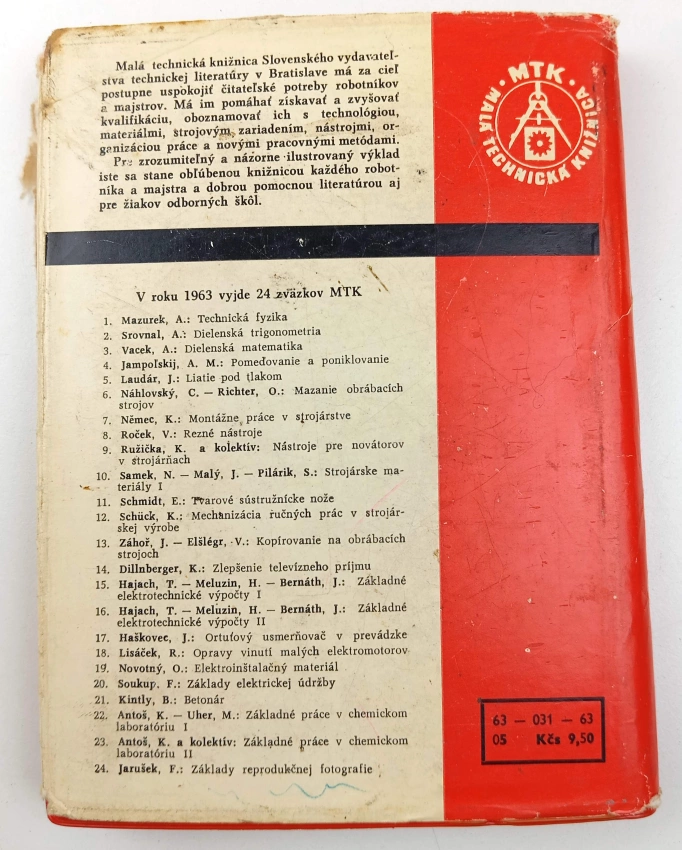 Malá technická knižnica Slovenského vydavateľ-
stva technickej literatúry v Bratislave má za cieľ
postupne uspokojiť čitateľské potreby robotníkov
a majstrov. Má im pomáhať získavať a zvyšovať
kvalifikáciu, oboznamovať ich s technológiou,
materiálmi, strojovým zariadením, nástrojmi, or-
ganizáciou práce a novými pracovnými metódami.
Pre zrozumiteľný a názorne ilustrovaný výklad
iste sa stane obľúbenou knižnicou každého robot-
níka a majstra a dobrou pomocnou literatúrou aj
pre žiakov odborných škôl.
· MTK ·
MALÁ TECHNICKÁ KNIŽNICA
V roku 1963 vyjde 24 zväzkov MTK
1. Mazurek, A.: Technická fyzika
2. Srovnal, A.: Dielenská trigonometria
3. Vacek, A.: Dielenská matematika
4. Jampoľskij, A. M.: Pomeďovanie a poniklovanie
5. Laudár, J.: Liatie pod tlakom
6. Náhlovský, C. — Richter, O.: Mazanie obrábacích
strojov
7. Němec, K.: Montážne práce v strojárstve
8. Roček, V.: Rezné nástroje
9. Ružička, K. a kolektív: Nástroje pre novátorov
v strojárňach
10. Samek, N. — Malý, J. — Pilárik, S.: Strojárske ma-
teriály I
11. Schmidt, E.: Tvarové sústružnícke nože
12. Schück, K.: Mechanizácia ručných prác v strojár-
skej výrobe
13. Záhoř, J. — Elšlégr, V.: Kopírovanie na obrábacích
strojoch
14. Dillnberger, K.: Zlepšenie televízneho príjmu
15. Hajach, T. — Meluzin, H. — Bernáth, J.: Základné
elektrotechnické výpočty I
16. Hajach, T. — Meluzin, H. — Bernáth, J.: Základné
elektrotechnické výpočty II
17. Haškovec, J.: Ortuťový usmerňovač v prevádzke
18. Lisáček, R.: Opravy vinutí malých elektromotorov
19. Novotný, O.: Elektroinštalačný materiál
20. Soukup, F.: Základy elektrickej údržby
21. Kintly, B.: Betonár
22. Antoš, K. — Uher, M.: Základné práce v chemickom
laboratóriu I
23. Antoš, K. a kolektív: Základné práce v chemickom
laboratóriu II
24. Jarušek, F.: Základy reprodukčnej fotografie
63 — 031 — 63
05 Kčs 9,50